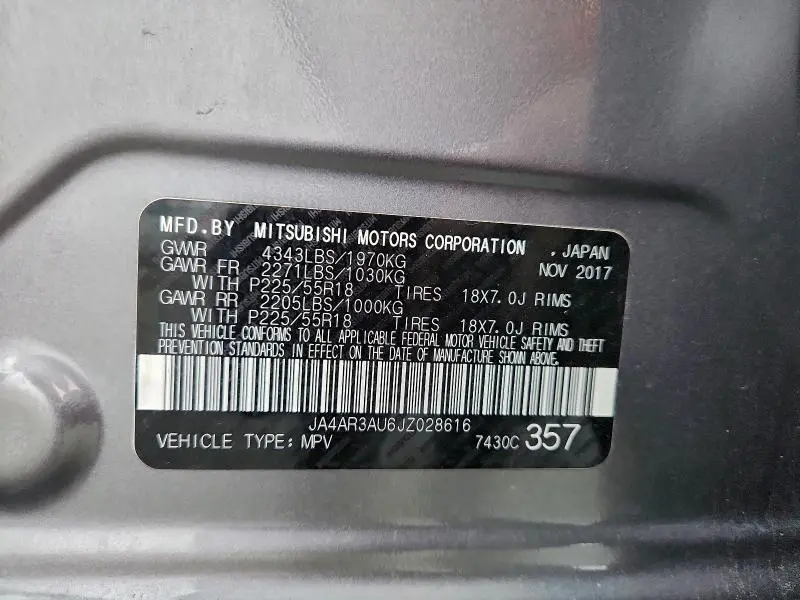 MFD.BY MITSUBISHI MOTORS CORPORATION , JAPAN
GVWR 4343LBS/1970KG NOV 2017
GAWR FR 2271LBS/1030KG
WITH P225/55R18 TIRES 18X7.0J RIMS
GAWR RR 2205LBS/1000KG
WITH P225/55R18 TIRES 18X7.0J RIMS
THIS VEHICLE CONFORMS TO ALL APPLICABLE FEDERAL MOTOR VEHICLE SAFETY AND THEFT
PREVENTION STANDARDS IN EFFECT ON THE DATE OF MANUFACTURE SHOWN ABOVE.
JA4AR3AU6JZ028616
VEHICLE TYPE: MPV 7430C 357